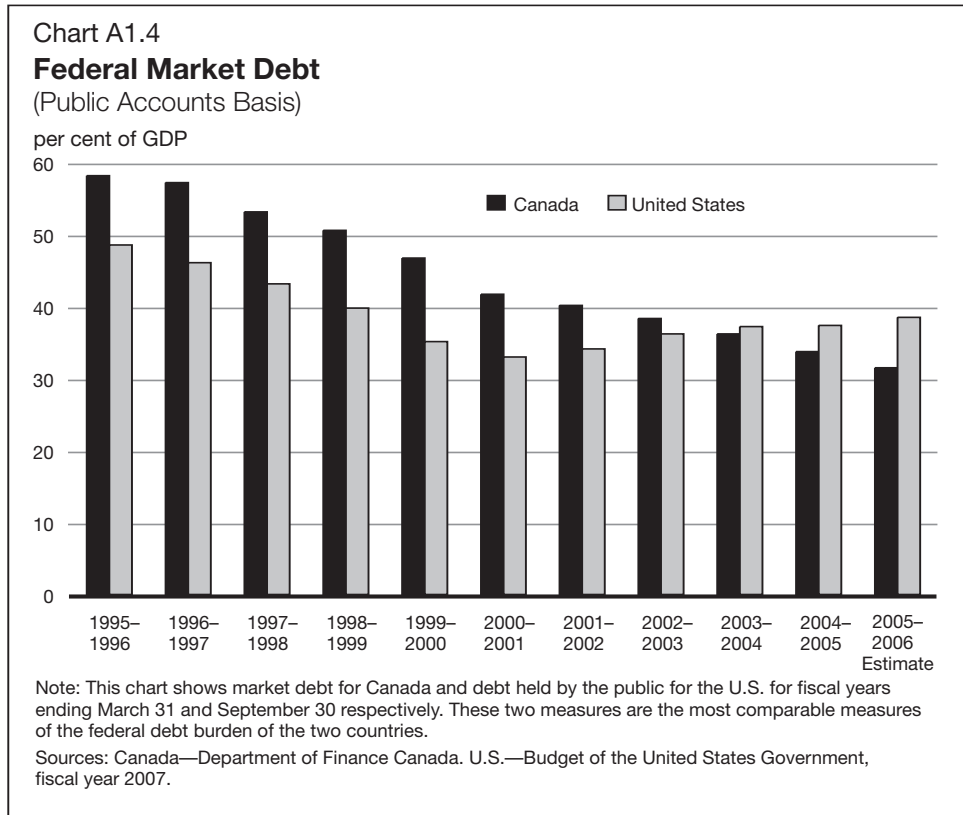 Chart A1.4
Federal Market Debt
(Public Accounts Basis)
per cent of GDP
60
50
40
30
20
10
0
Canada
United States
1995–
1996
1996–
1997
1997–
1998
1998–
1999
1999–
2000
2000–
2001
2001–
2002
2002–
2003
2003–
2004
2004–
2005
2005–
2006
Estimate
Note: This chart shows market debt for Canada and debt held by the public for the U.S. for fiscal years
ending March 31 and September 30 respectively. These two measures are the most comparable measures
of the federal debt burden of the two countries.
Sources: Canada—Department of Finance Canada. U.S.—Budget of the United States Government,
fiscal year 2007.